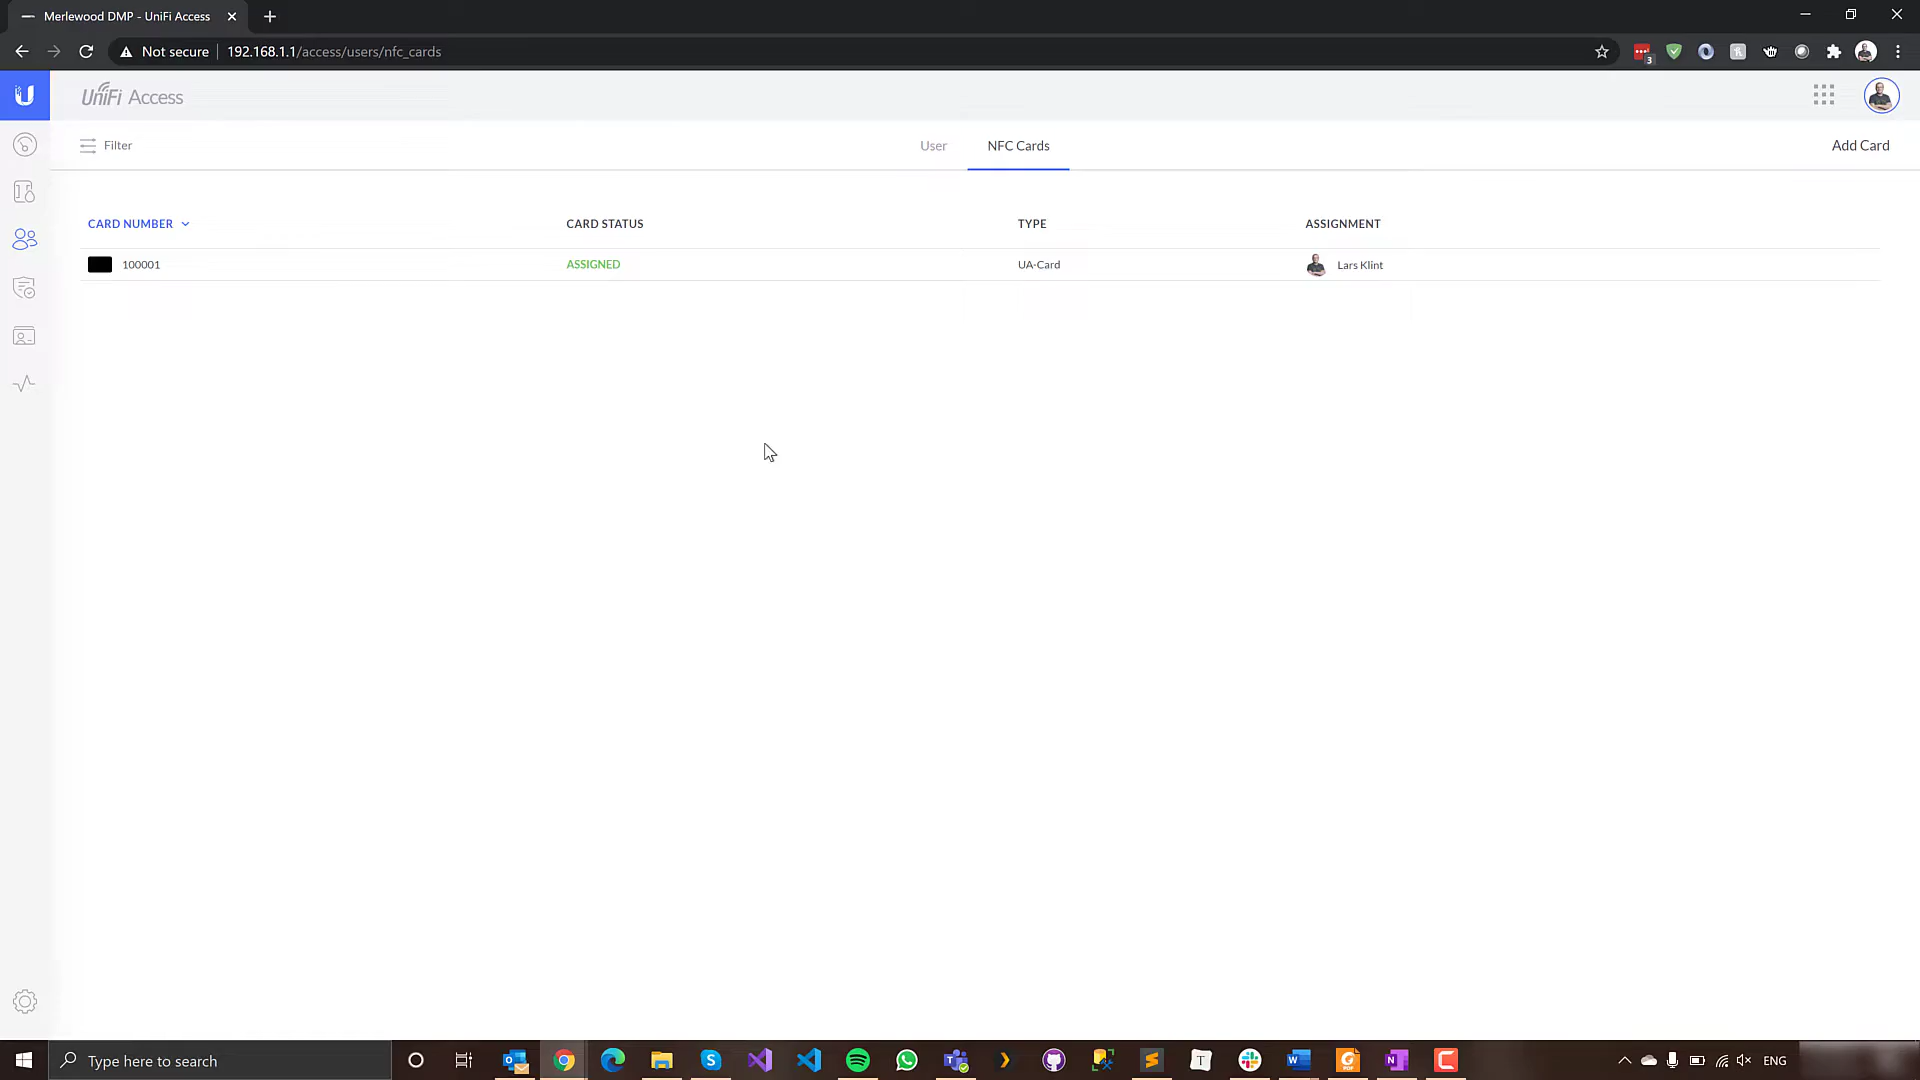 Merlewood DMP - UniFi Access
Not secure
192.168.1.1/access/users/nfc_cards
3
UniFi Access
Filter
User
NFC Cards
Add Card
CARD NUMBER
CARD STATUS
TYPE
ASSIGNMENT
100001
ASSIGNED
UA-Card
Lars Klint
Type here to search
ENG